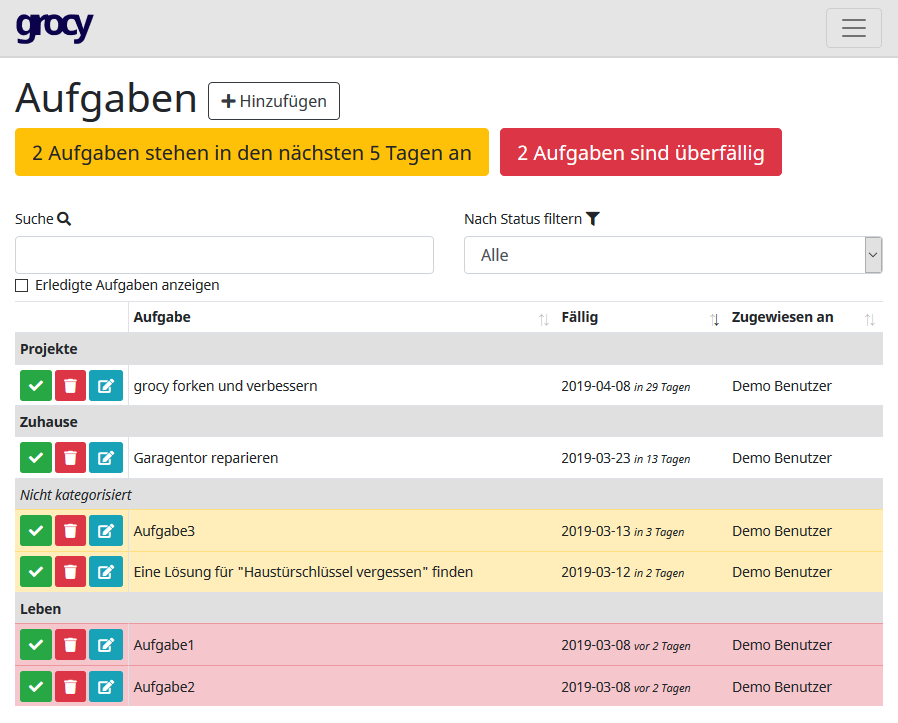 grocy
Aufgaben
Hinzufügen
2 Aufgaben stehen in den nächsten 5 Tagen an
2 Aufgaben sind überfällig
Suche
Nach Status filtern
Alle
Erledigte Aufgaben anzeigen
Aufgabe Fällig Zugewiesen an
Projekte
grocy forken und verbessern 2019-04-08 in 29 Tagen Demo Benutzer
Zuhause
Garagentor reparieren 2019-03-23 in 13 Tagen Demo Benutzer
Nicht kategorisiert
Aufgabe3 2019-03-13 in 3 Tagen Demo Benutzer
Eine Lösung für "Haustürschlüssel vergessen" finden 2019-03-12 in 2 Tagen Demo Benutzer
Leben
Aufgabe1 2019-03-08 vor 2 Tagen Demo Benutzer
Aufgabe2 2019-03-08 vor 2 Tagen Demo Benutzer